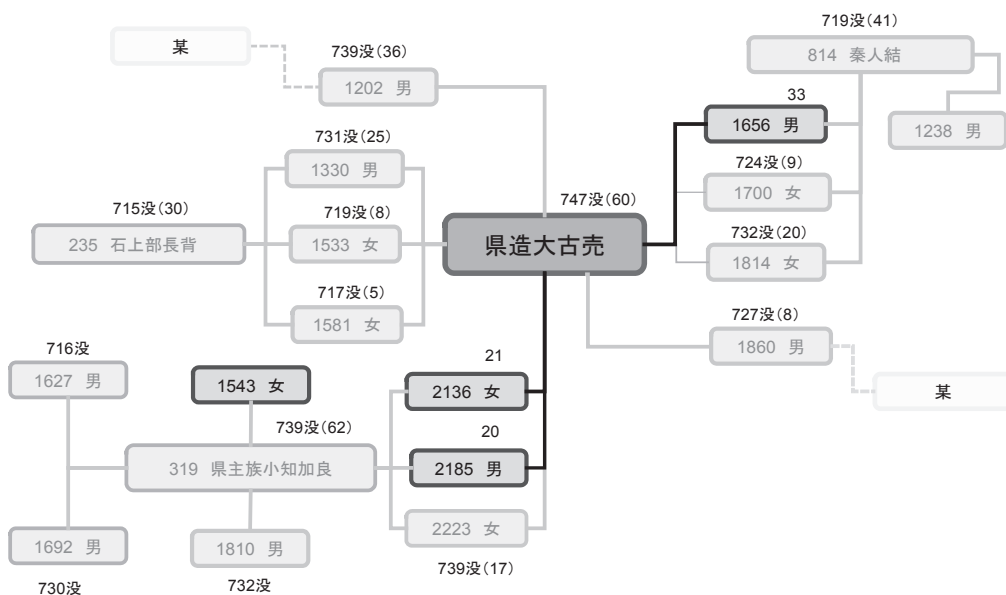 某
739没(36)
1202 男
731没(25)
1330 男
719没(8)
1533 女
717没(5)
1581 女
715没(30)
235 石上部長背
747没(60)
県造大古売
719没(41)
814 秦人結
1238 男
33
1656 男
724没(9)
1700 女
732没(20)
1814 女
727没(8)
1860 男
某
716没
1627 男
1543 女
739没(62)
319 県主族小知加良
1692 男
730没
1810 男
732没
21
2136 女
20
2185 男
2223 女
739没(17)